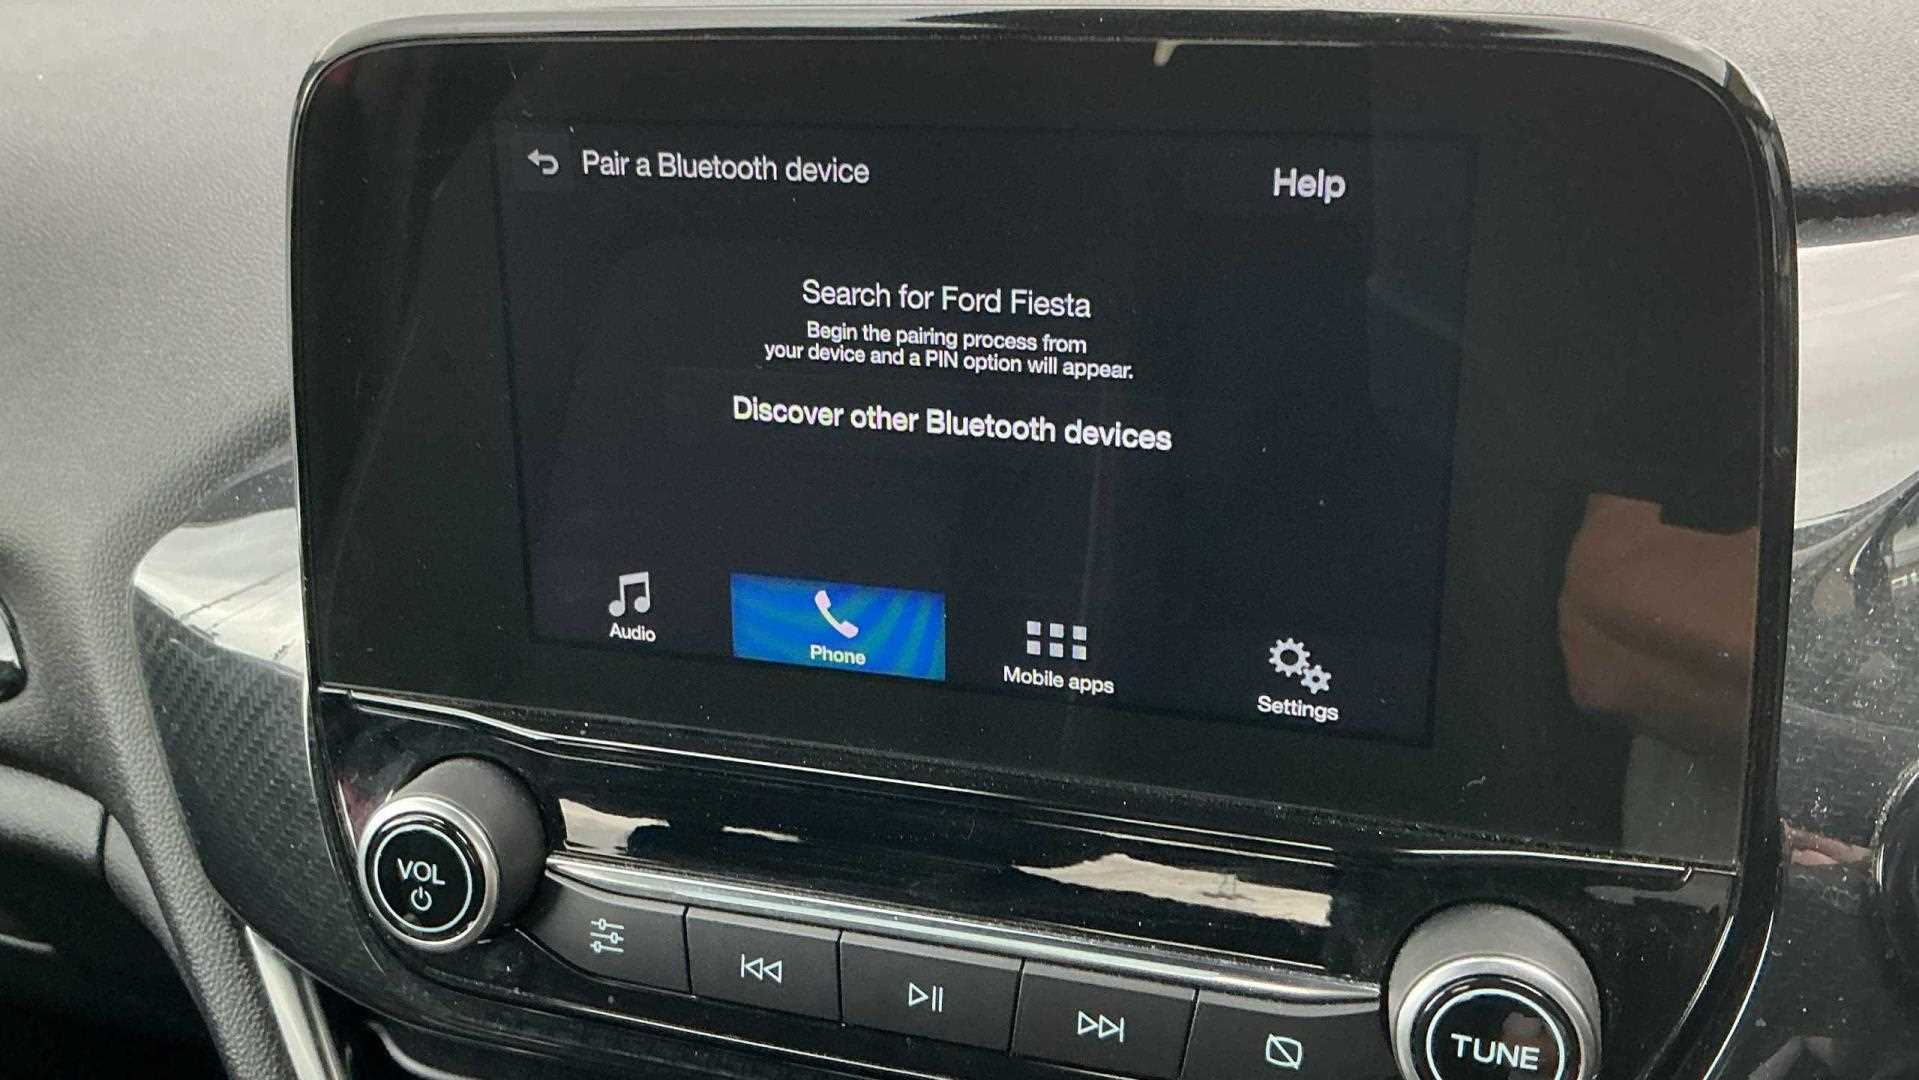 Pair a Bluetooth device
Help
Search for Ford Fiesta
Begin the pairing process from
your device and a PIN option will appear.
Discover other Bluetooth devices
Audio
Phone
Mobile apps
Settings
VOL
TUNE